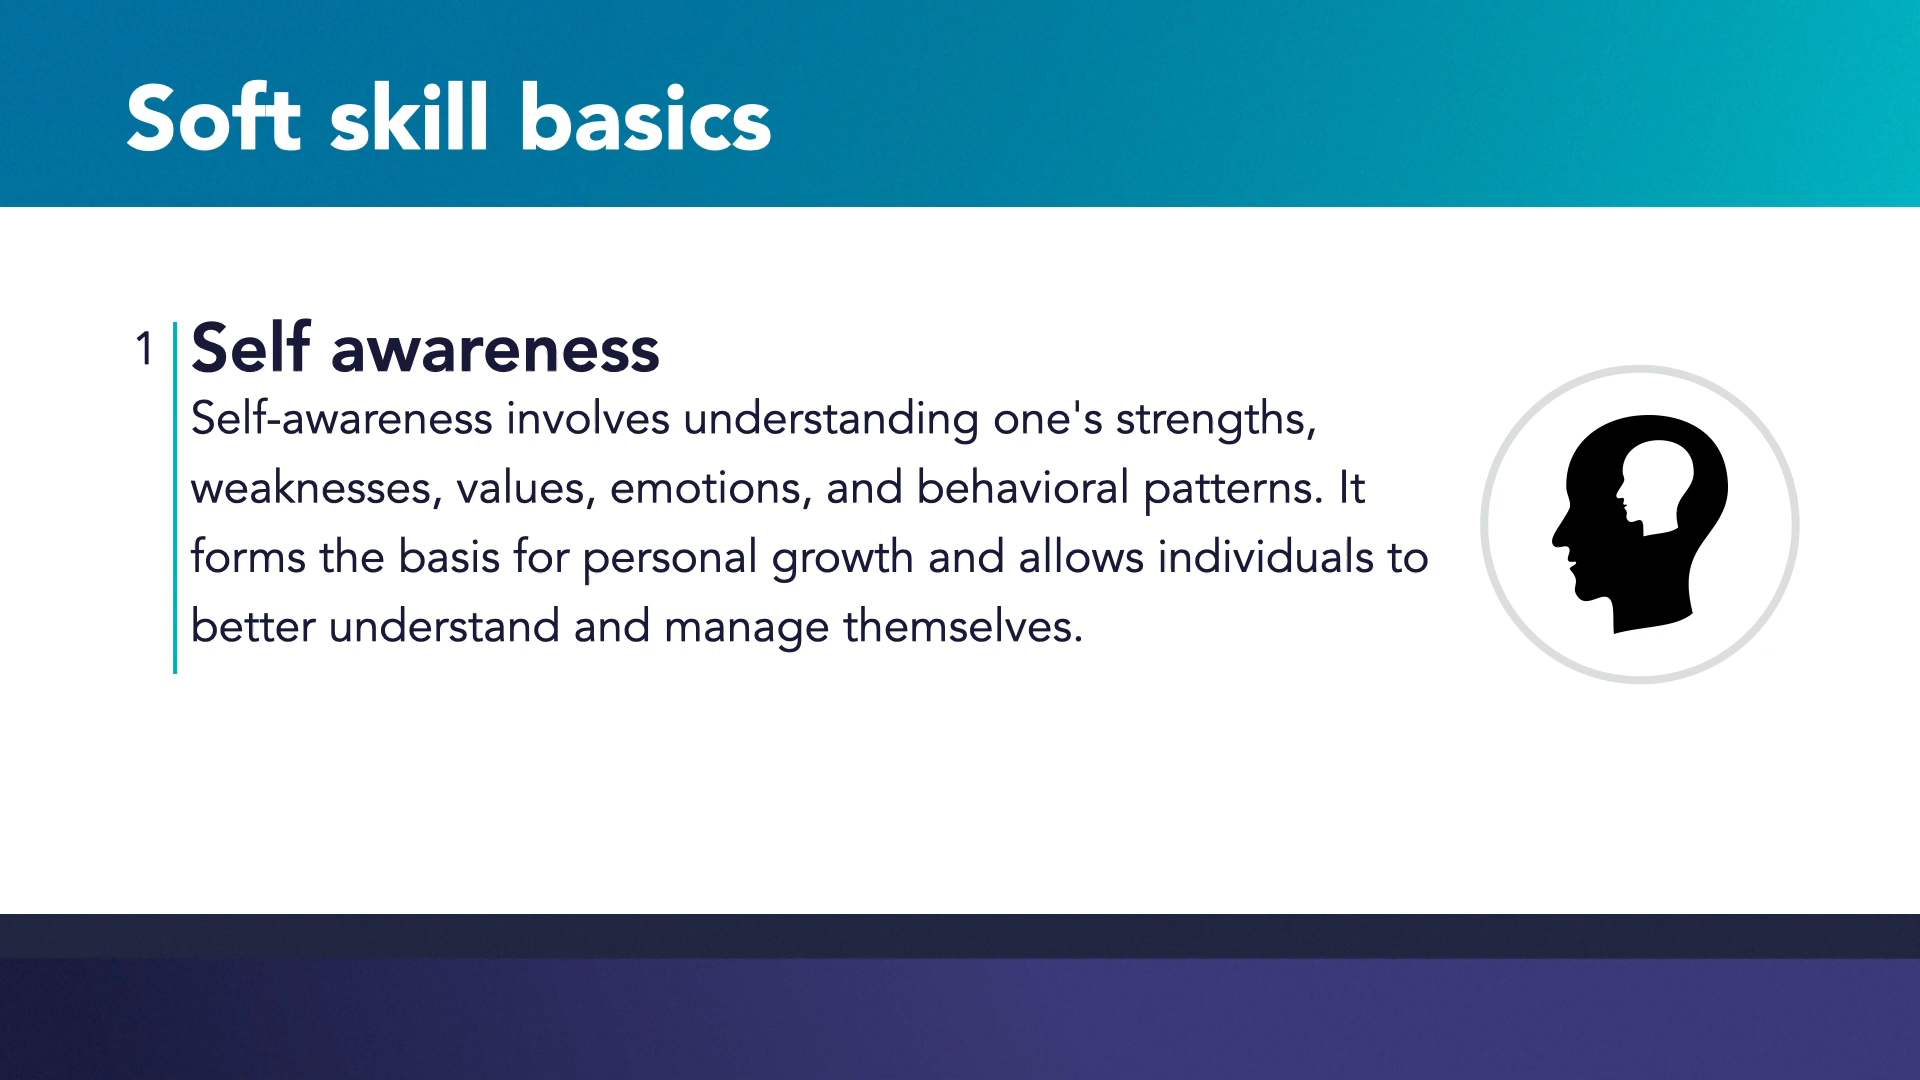 Soft skill basics
1
Self awareness
Self-awareness involves understanding one's strengths,
weaknesses, values, emotions, and behavioral patterns. It
forms the basis for personal growth and allows individuals to
better understand and manage themselves.